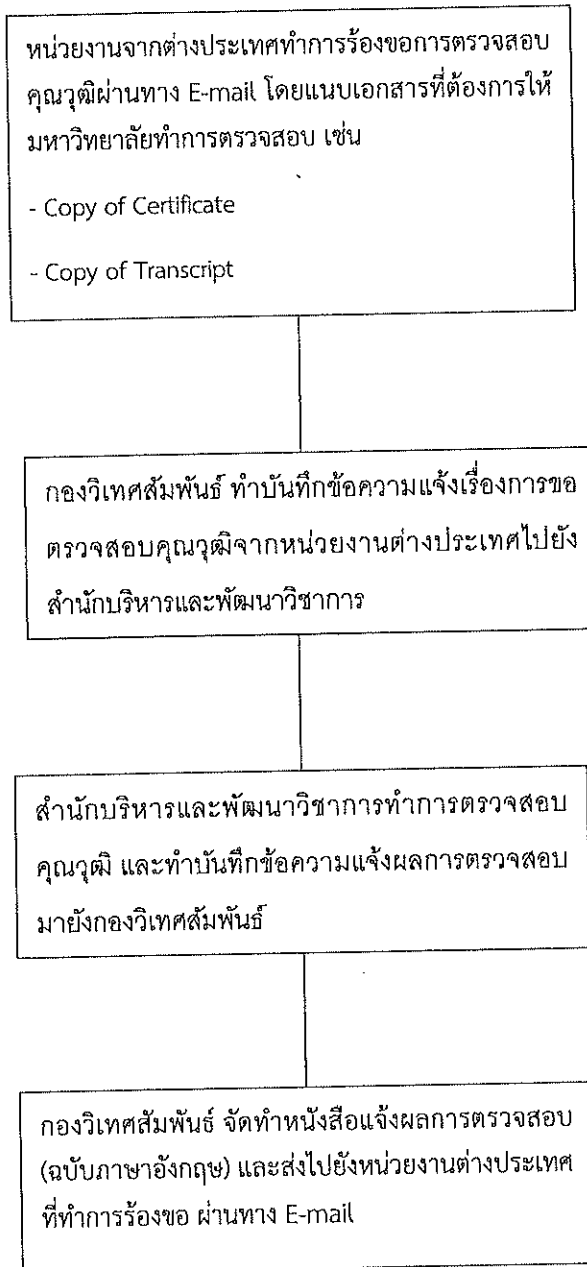 หน่วยงานจากต่างประเทศทำการร้องขอการตรวจสอบ
คุณวุฒิผ่านทาง E-mail โดยแนบเอกสารที่ต้องการให้
มหาวิทยาลัยทำการตรวจสอบ เช่น
- Copy of Certificate
- Copy of Transcript
กองวิเทศสัมพันธ์ ทำบันทึกข้อความแจ้งเรื่องการขอ
ตรวจสอบคุณวุฒิจากหน่วยงานต่างประเทศไปยัง
สำนักบริหารและพัฒนาวิชาการ
สำนักบริหารและพัฒนาวิชาการทำการตรวจสอบ
คุณวุฒิ และทำบันทึกข้อความแจ้งผลการตรวจสอบ
มายังกองวิเทศสัมพันธ์
กองวิเทศสัมพันธ์ จัดทำหนังสือแจ้งผลการตรวจสอบ
(ฉบับภาษาอังกฤษ) และส่งไปยังหน่วยงานต่างประเทศ
ที่ทำการร้องขอ ผ่านทาง E-mail